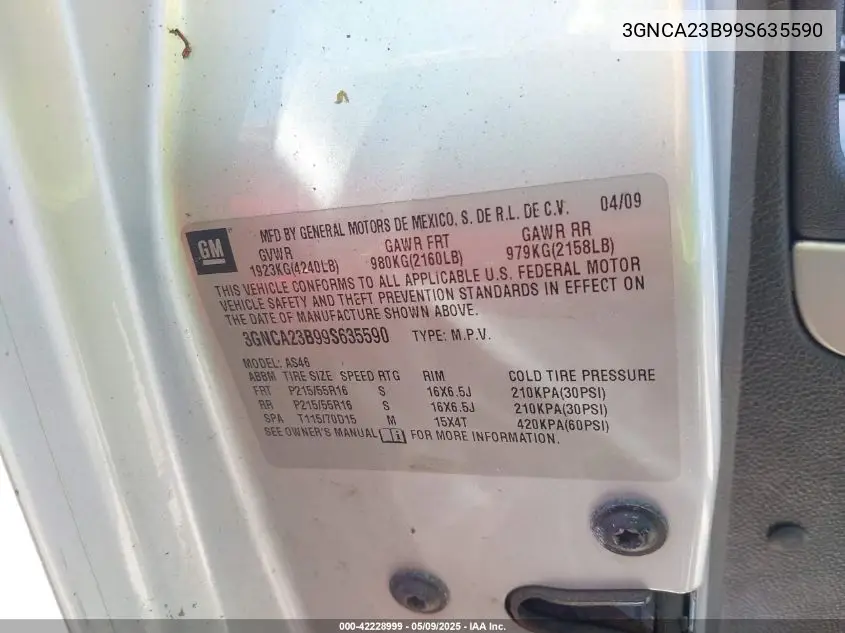 3GNCA23B99S635590
GM
MFD BY GENERAL MOTORS DE MEXICO, S. DE R.L. DE C.V. 04/09
GVWR GAWR FRT GAWR RR
1923KG(4240LB) 980KG(2160LB) 979KG(2158LB)
THIS VEHICLE CONFORMS TO ALL APPLICABLE U.S. FEDERAL MOTOR
VEHICLE SAFETY AND THEFT PREVENTION STANDARDS IN EFFECT ON
THE DATE OF MANUFACTURE SHOWN ABOVE.
3GNCA23B99S635590 TYPE: M.P.V.
MODEL: AS46
ABBM TIRE SIZE SPEED RTG RIM COLD TIRE PRESSURE
FRT P215/55R16 S 16X6.5J 210KPA(30PSI)
RR P215/55R16 S 16X6.5J 210KPA(30PSI)
SPA T115/70D15 M 15X4T 420KPA(60PSI)
SEE OWNER'S MANUAL FOR MORE INFORMATION.
000-42228999 - 05/09/2025 - IAA Inc.